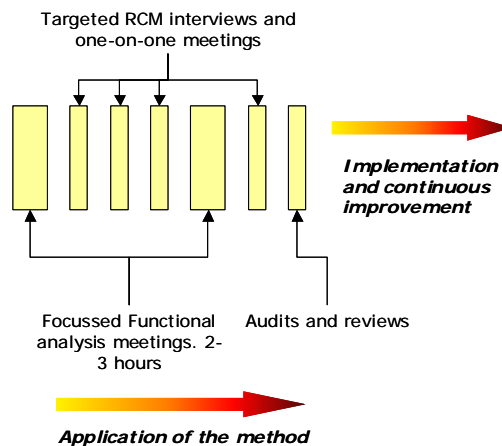 Targeted RCM interviews and
one-on-one meetings
Implementation
and continuous
improvement
Focussed Functional
analysis meetings. 2-
3 hours
Audits and reviews
Application of the method